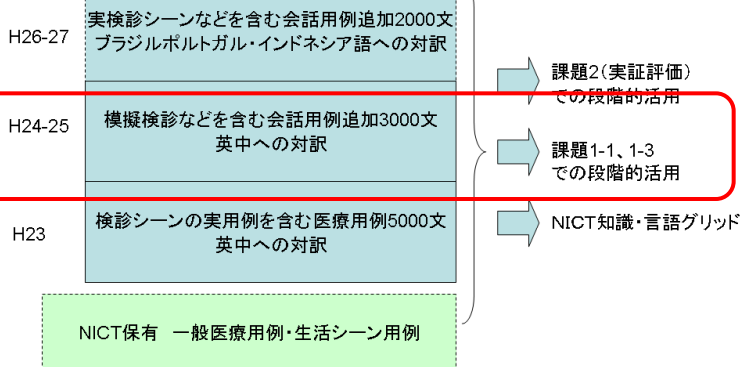 H26-27
実検診シーンなどを含む会話用例追加2000文
ブラジルポルトガル・インドネシア語への対訳
課題2(実証評価)
での段階的活用
H24-25
模擬検診などを含む会話用例追加3000文
英中への対訳
課題1-1、1-3
での段階的活用
H23
検診シーンの実用例を含む医療用例5000文
英中への対訳
NICT知識・言語グリッド
NICT保有　一般医療用例・生活シーン用例